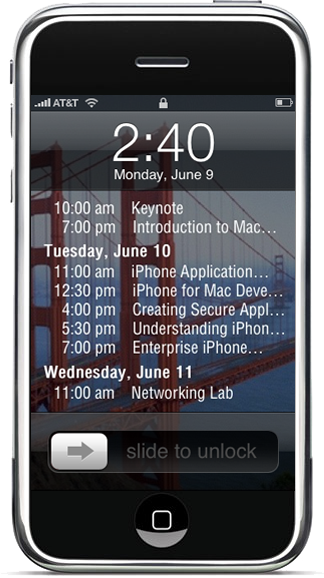 AT&T
2:40
Monday, June 9
10:00 am Keynote
7:00 pm Introduction to Mac...
Tuesday, June 10
11:00 am iPhone Application...
12:30 pm iPhone for Mac Deve...
4:00 pm Creating Secure Appl...
5:30 pm Understanding iPhon...
7:00 pm Enterprise iPhone...
Wednesday, June 11
11:00 am Networking Lab
slide to unlock